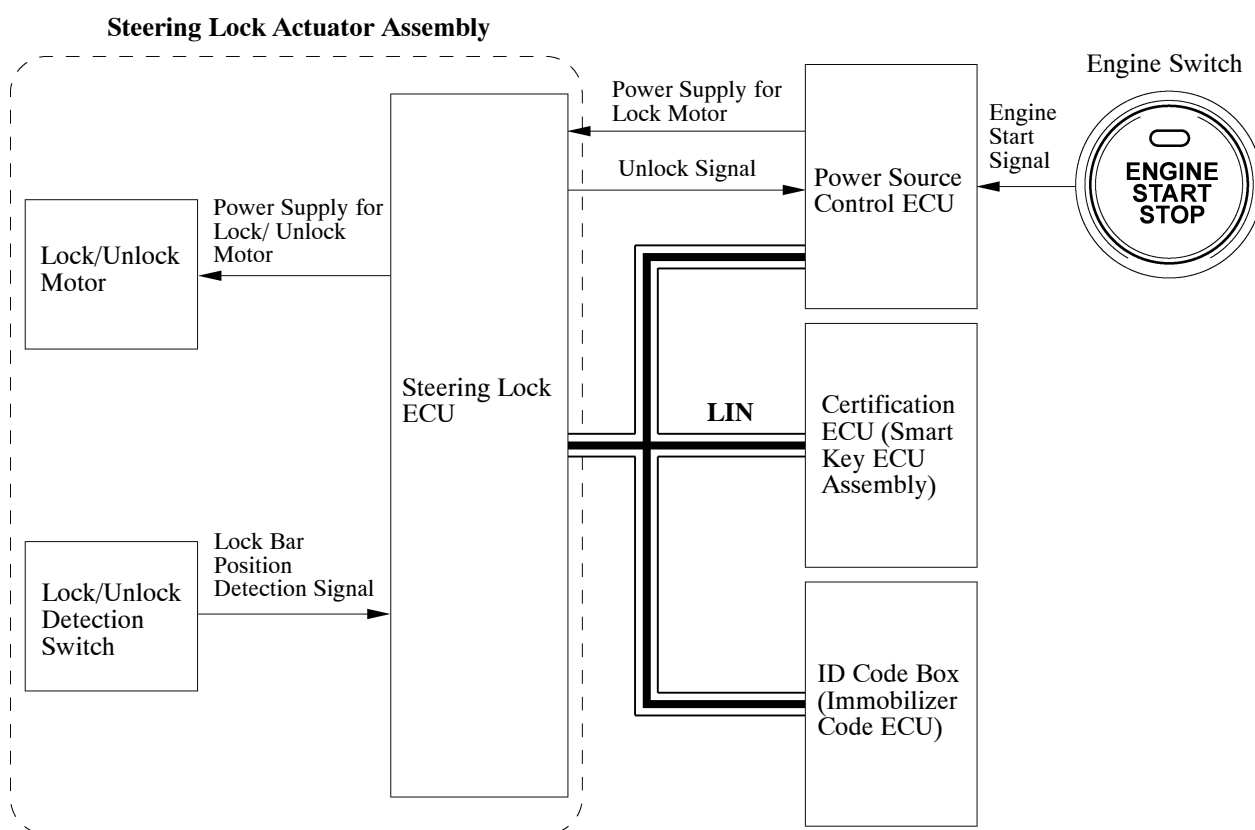 Steering Lock Actuator Assembly
Engine Switch
Power Supply for
Lock Motor
Engine
Start
Signal
ENGINE
START
STOP
Unlock Signal
Power Source
Control ECU
Power Supply for
Lock/ Unlock
Motor
Lock/Unlock
Motor
Steering Lock
ECU
LIN
Certification
ECU (Smart
Key ECU
Assembly)
Lock Bar
Position
Detection Signal
Lock/Unlock
Detection
Switch
ID Code Box
(Immobilizer
Code ECU)